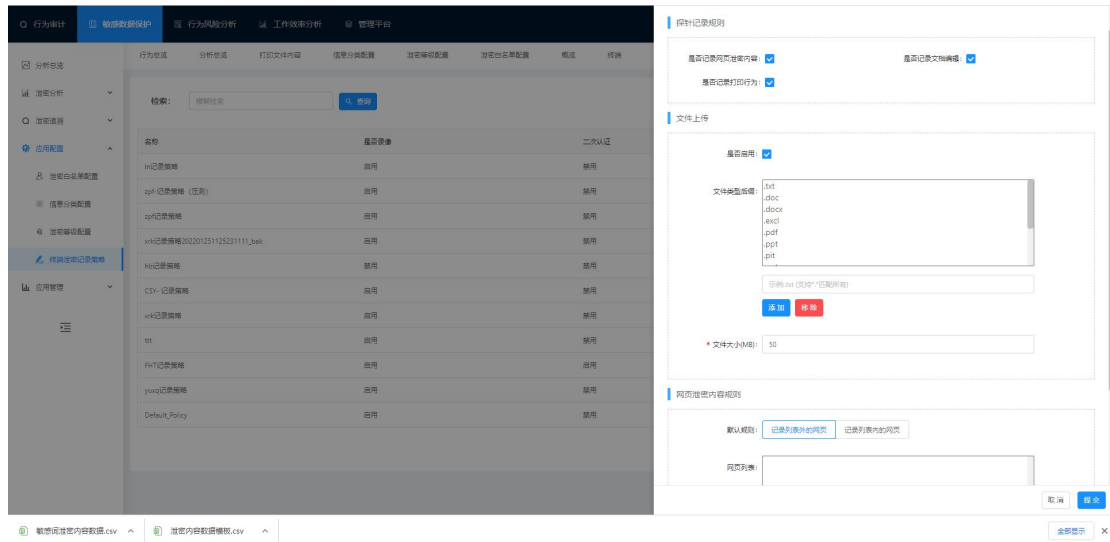 行为审计 敏感数据保护 行为风险分析 工作效率分析 管理平台
行为总览 分析总览 打印文件内容 信息分类配置 泄密等级配置 泄密白名单配置 概览 终端
分析总览
泄密分析
泄密追溯
应用配置
泄密白名单配置
信息分类配置
泄密等级配置
终端泄密记录策略
应用管理
检索: 模糊检索 查询
名称 是否录像 二次认证
ln记录策略 启用 禁用
zpf-记录策略（压测） 启用 禁用
zpf记录策略 启用 禁用
xrk记录策略202201251125231111_bak 启用 禁用
hlr记录策略 禁用 禁用
CSY- 记录策略 启用 禁用
xrk记录策略 启用 禁用
ttt 启用 禁用
FHT记录策略 启用 启用
yuxq记录策略 启用 禁用
Default_Policy 启用 禁用
探针记录规则
是否记录网页泄密内容: 是否记录文档编辑:
是否记录打印行为:
文件上传
是否启用:
文件类型后缀:
.txt
.doc
.docx
.excl
.pdf
.ppt
.pit
示例.txt (支持"."匹配所有)
添加 移除
* 文件大小(MB): 50
网页泄密内容规则
默认规则: 记录列表外的网页 记录列表内的网页
网页列表:
取消 提交
敏感词泄密内容数据.csv 泄密内容数据模板.csv 全部显示